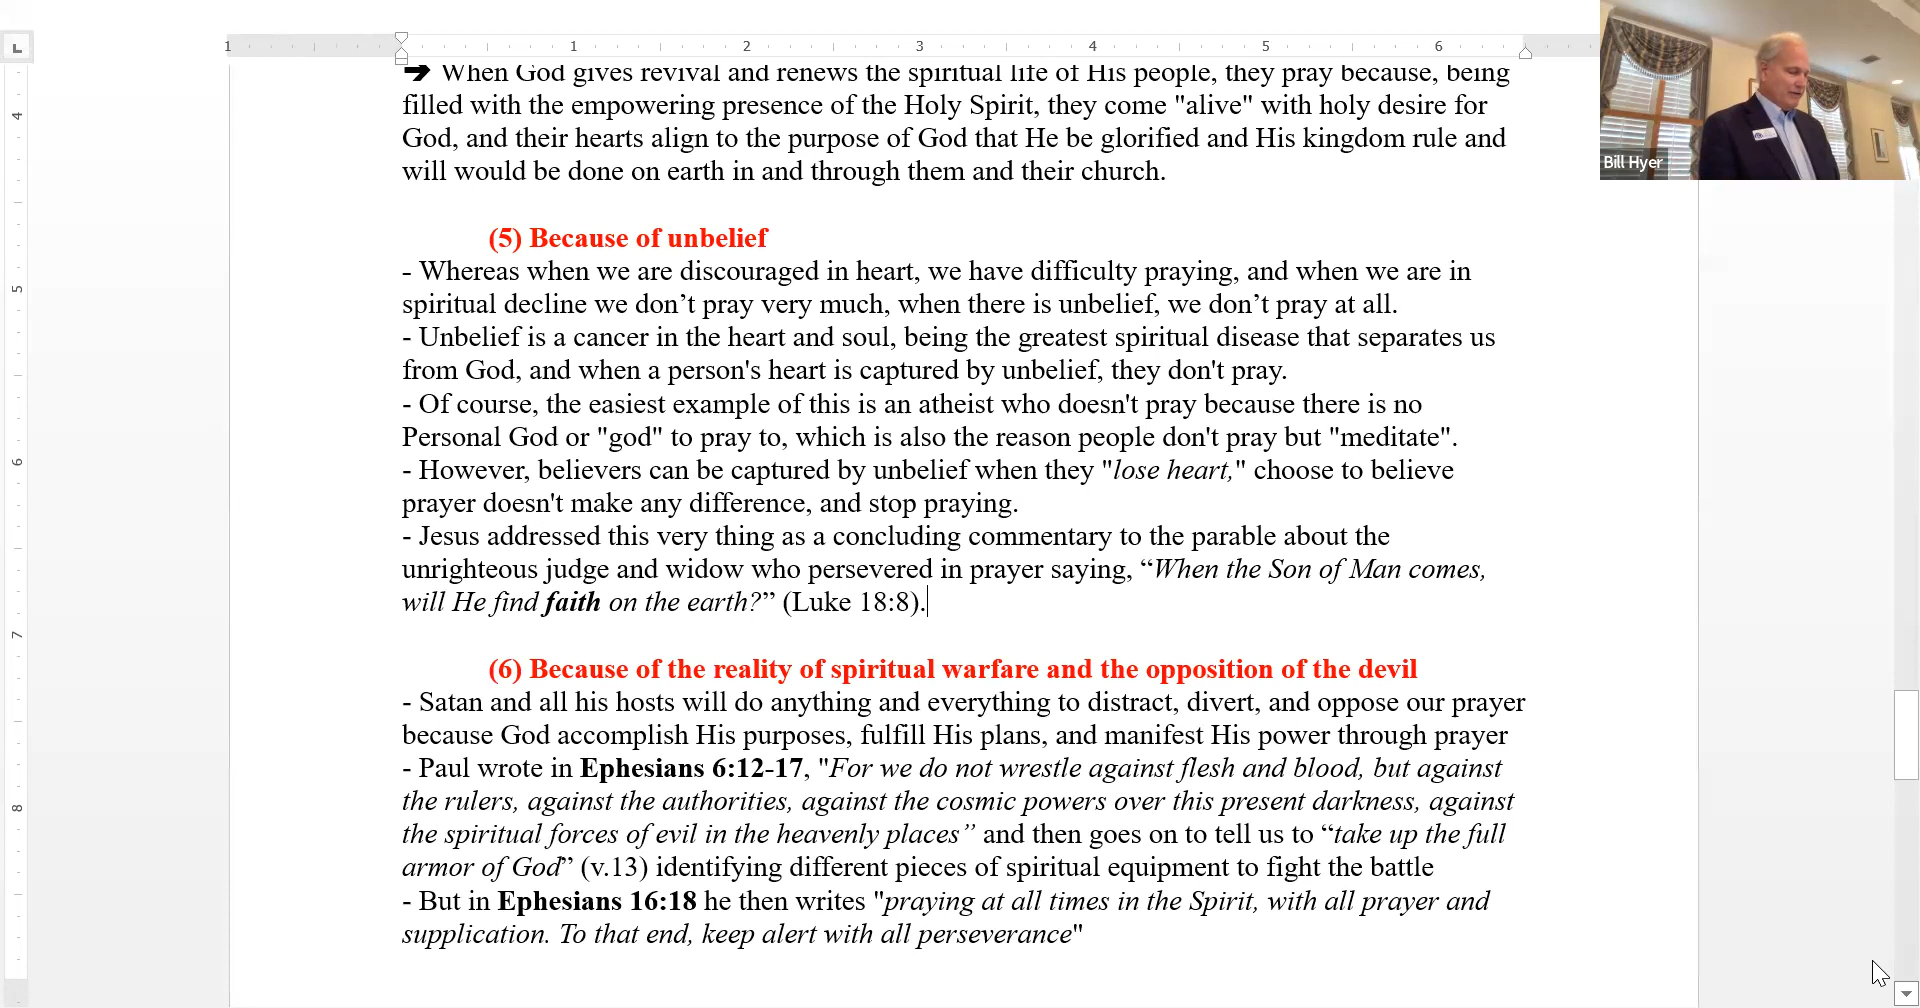 1 1 2 3 4 5 6
➔ When God gives revival and renews the spiritual life of His people, they pray because, being
filled with the empowering presence of the Holy Spirit, they come "alive" with holy desire for
God, and their hearts align to the purpose of God that He be glorified and His kingdom rule and
will would be done on earth in and through them and their church.
(5) Because of unbelief
- Whereas when we are discouraged in heart, we have difficulty praying, and when we are in
spiritual decline we don’t pray very much, when there is unbelief, we don’t pray at all.
- Unbelief is a cancer in the heart and soul, being the greatest spiritual disease that separates us
from God, and when a person's heart is captured by unbelief, they don't pray.
- Of course, the easiest example of this is an atheist who doesn't pray because there is no
Personal God or "god" to pray to, which is also the reason people don't pray but "meditate".
- However, believers can be captured by unbelief when they "lose heart," choose to believe
prayer doesn't make any difference, and stop praying.
- Jesus addressed this very thing as a concluding commentary to the parable about the
unrighteous judge and widow who persevered in prayer saying, “When the Son of Man comes,
will He find faith on the earth?” (Luke 18:8).
(6) Because of the reality of spiritual warfare and the opposition of the devil
- Satan and all his hosts will do anything and everything to distract, divert, and oppose our prayer
because God accomplish His purposes, fulfill His plans, and manifest His power through prayer
- Paul wrote in Ephesians 6:12-17, "For we do not wrestle against flesh and blood, but against
the rulers, against the authorities, against the cosmic powers over this present darkness, against
the spiritual forces of evil in the heavenly places” and then goes on to tell us to “take up the full
armor of God” (v.13) identifying different pieces of spiritual equipment to fight the battle
- But in Ephesians 16:18 he then writes "praying at all times in the Spirit, with all prayer and
supplication. To that end, keep alert with all perseverance"
4
5
6
7
8
Bill Hyer